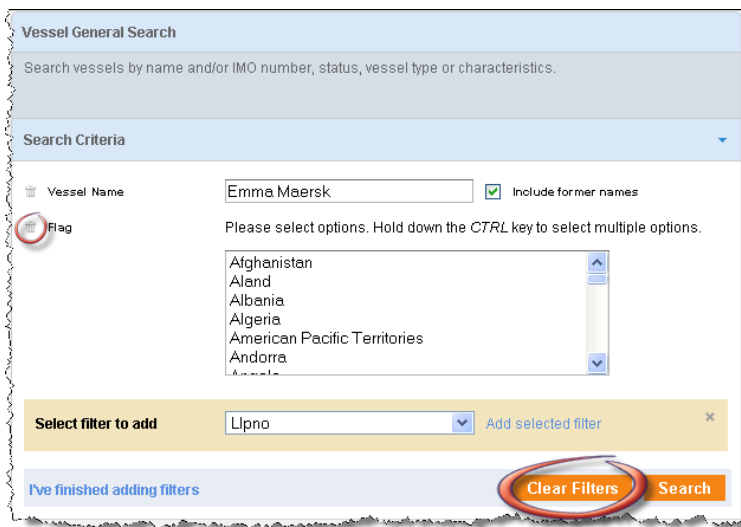 Vessel General Search
Search vessels by name and/or IMO number, status, vessel type or characteristics.
Search Criteria
Vessel Name Emma Maersk Include former names
Flag Please select options. Hold down the CTRL key to select multiple options.
Afghanistan
Aland
Albania
Algeria
American Pacific Territories
Andorra
Select filter to add Llpno Add selected filter
I've finished adding filters Clear Filters Search